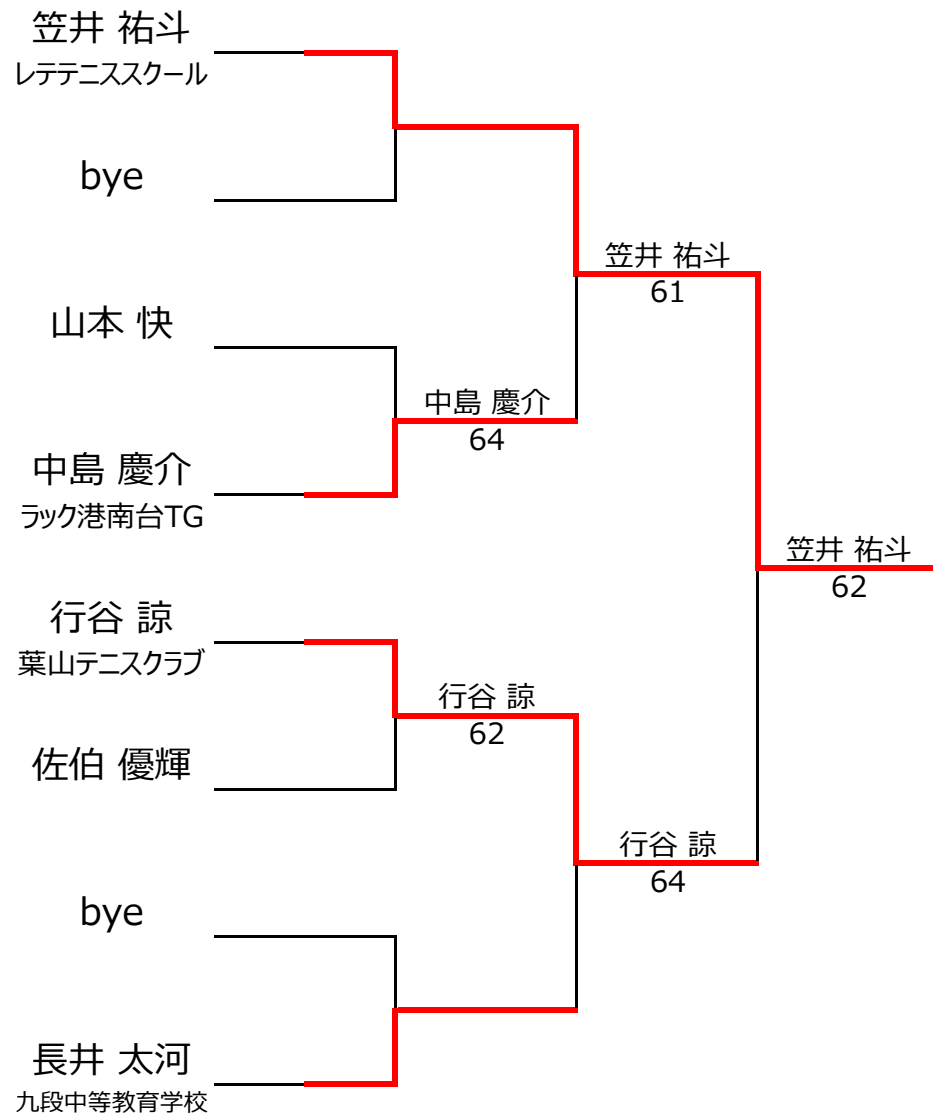 笠井 祐斗
レテテニススクール
bye
山本 快
中島 慶介
ラック港南台TG
行谷 諒
葉山テニスクラブ
佐伯 優輝
bye
長井 太河
九段中等教育学校
中島 慶介
64
行谷 諒
62
笠井 祐斗
61
行谷 諒
64
笠井 祐斗
62